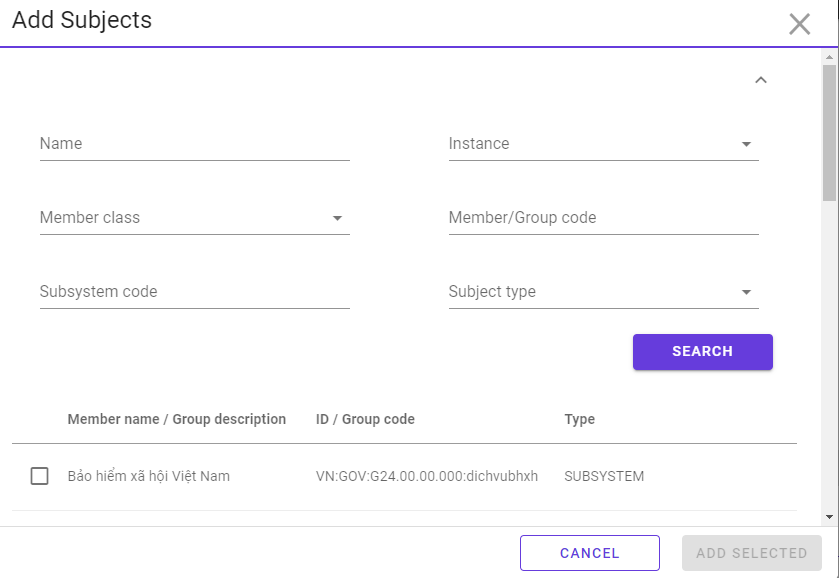 Add Subjects
Name
Instance
Member class
Member/Group code
Subsystem code
Subject type
SEARCH
Member name / Group description ID / Group code Type
Bảo hiểm xã hội Việt Nam VN:GOV:G24.00.00.000:dichvubhxh SUBSYSTEM
CANCEL ADD SELECTED